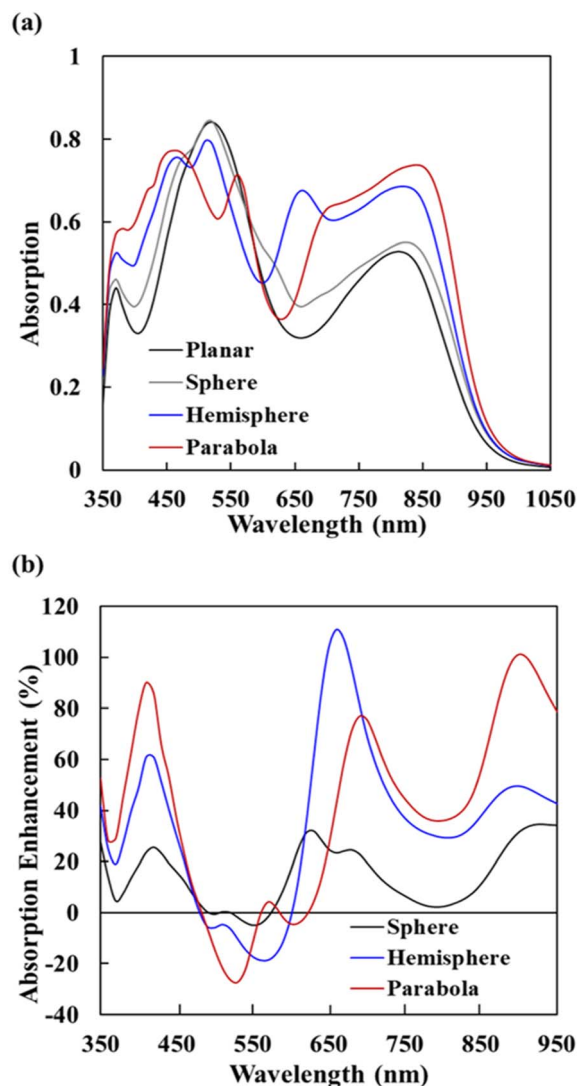 (a)
1
0.8
0.6
0.4
0.2
0
Absorption
Planar
Sphere
Hemisphere
Parabola
350 450 550 650 750 850 950 1050
Wavelength (nm)
(b)
120
100
80
60
40
20
0
-20
-40
Absorption Enhancement (%)
Sphere
Hemisphere
Parabola
350 450 550 650 750 850 950
Wavelength (nm)